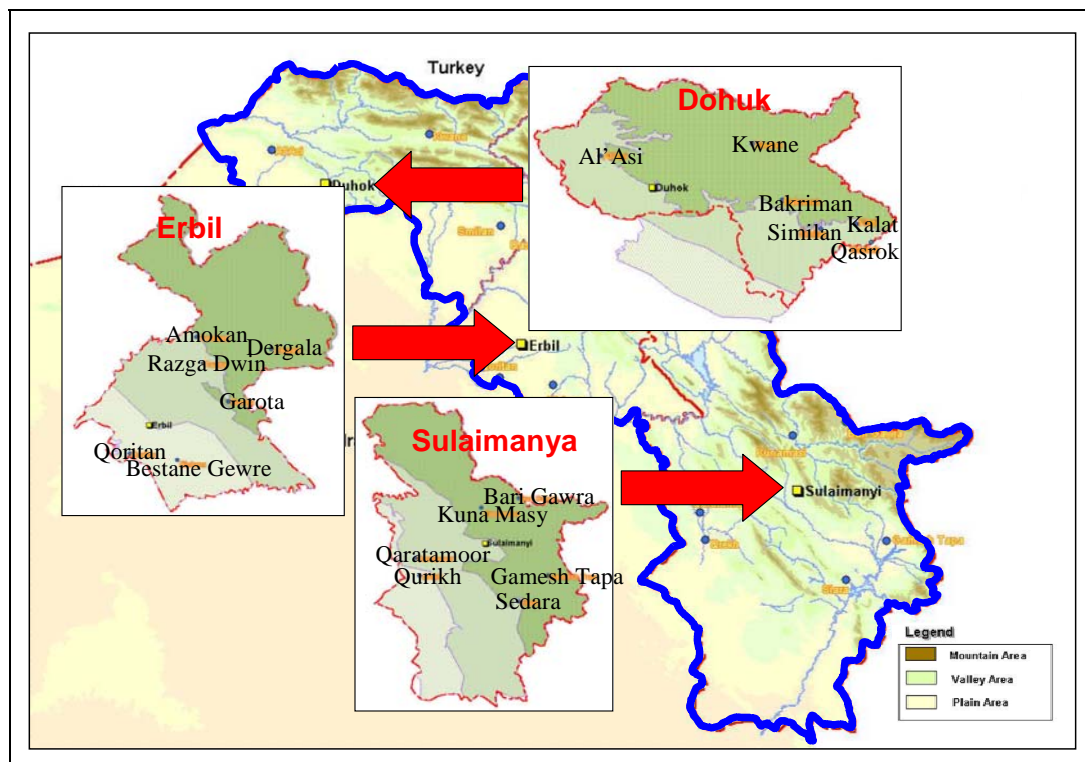 Turkey
Dohuk
Kwane
Al'Asi
Duhok
Bakriman
Similan
Kalat
Qasrok
Duhok
Similan
Erbil
Amokan
Dergala
Razga Dwin
Garota
Erbil
Qoritan
Bestane Gewre
Erbil
Sulaimanya
Bari Gawra
Kuna Masy
Sulaimanyi
Qaratamoor
Qurikh
Gamesh Tapa
Sedara
Sulaimanyi
Legend
Mountain Area
Valley Area
Plain Area